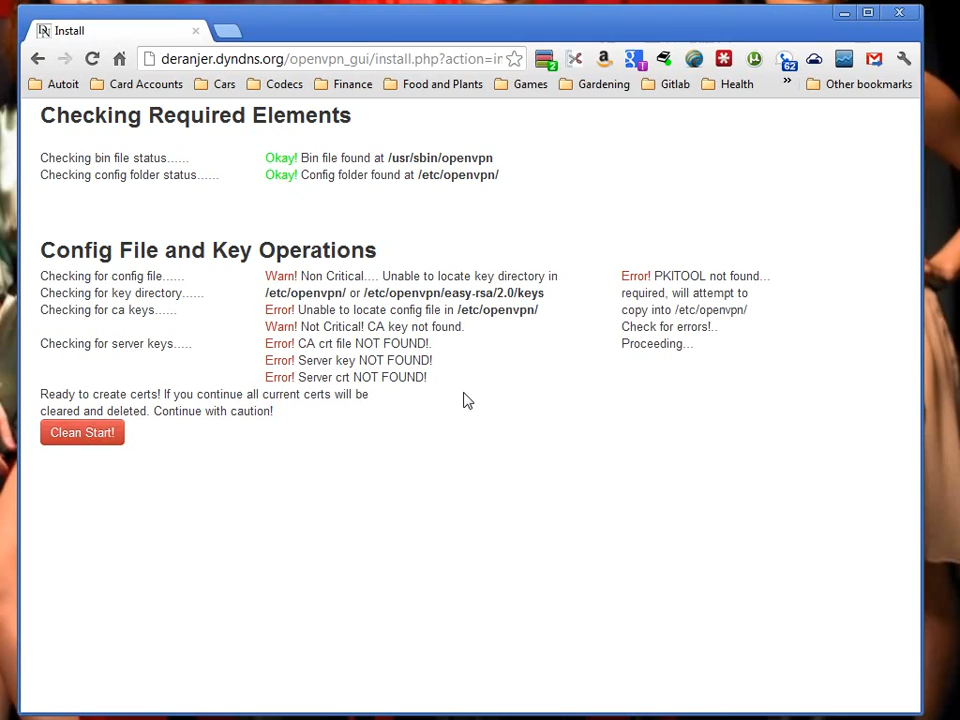 Install
deranjer.dyndns.org/openvpn_gui/install.php?action=ir
2
T
62
Autoit
Card Accounts
Cars
Codecs
Finance
Food and Plants
Games
Gardening
Gitlab
Health
»
Other bookmarks
Checking Required Elements
Checking bin file status...... Okay! Bin file found at /usr/sbin/openvpn
Checking config folder status...... Okay! Config folder found at /etc/openvpn/
Config File and Key Operations
Checking for config file......
Checking for key directory......
Checking for ca keys......
Checking for server keys.....
Warn! Non Critical.... Unable to locate key directory in
/etc/openvpn/ or /etc/openvpn/easy-rsa/2.0/keys
Error! Unable to locate config file in /etc/openvpn/
Warn! Not Critical! CA key not found.
Error! CA crt file NOT FOUND!.
Error! Server key NOT FOUND!
Error! Server crt NOT FOUND!
Error! PKITOOL not found...
required, will attempt to
copy into /etc/openvpn/
Check for errors!..
Proceeding...
Ready to create certs! If you continue all current certs will be
cleared and deleted. Continue with caution!
Clean Start!